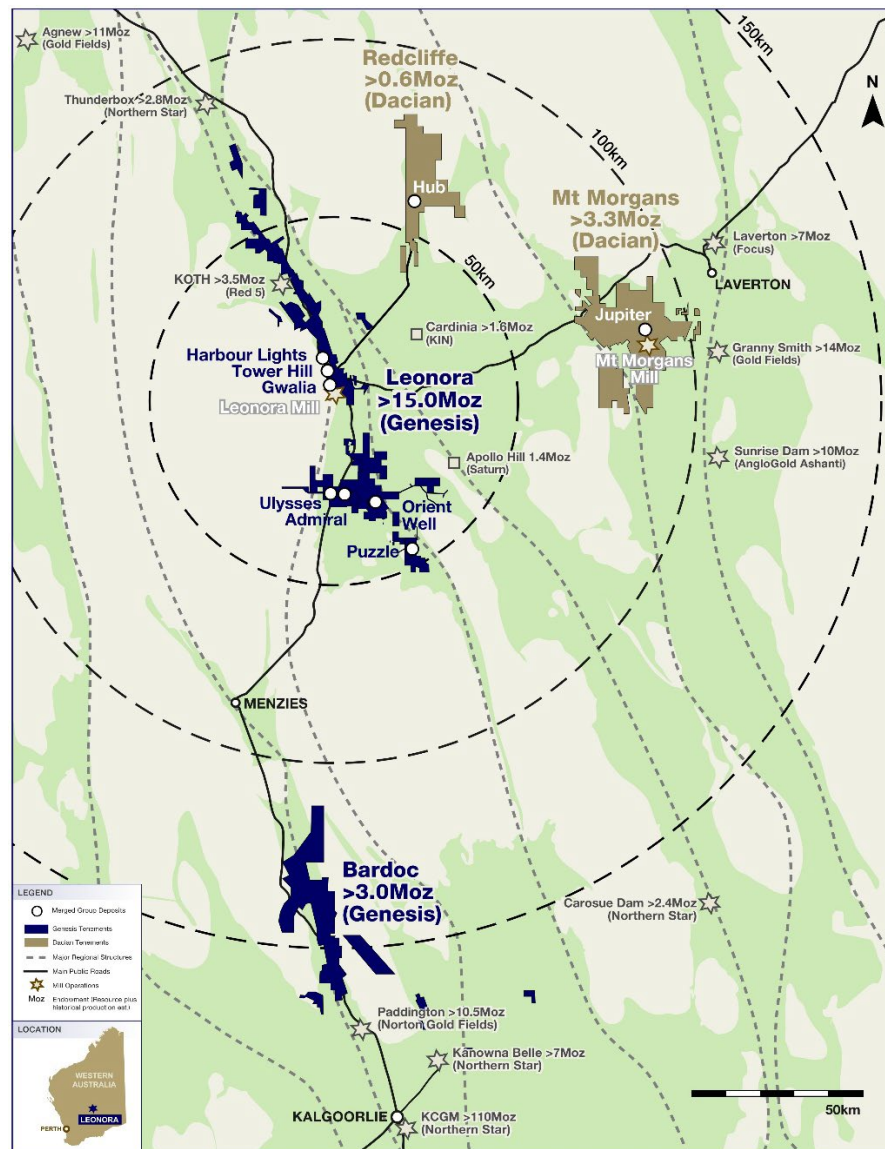 Agnew >11Moz
(Gold Fields)
150km
Redcliffe
>0.6Moz
(Dacian)
N
Thunderbox >2.8Moz
(Northern Star)
100km
Hub
Mt Morgans
>3.3Moz
(Dacian)
Laverton >7Moz
(Focus)
50km
KOTH >3.5Moz
(Red 5)
LAVERTON
Cardinia >1.6Moz
(KIN)
Jupiter
Harbour Lights
Tower Hill
Gwalia
Leonora Mill
Mt Morgans
Mill
Granny Smith >14Moz
(Gold Fields)
Leonora
>15.0Moz
(Genesis)
Apollo Hill 1.4Moz
(Saturn)
Sunrise Dam >10Moz
(AngloGold Ashanti)
Ulysses
Admiral
Orient
Well
Puzzle
MENZIES
Bardoc
>3.0Moz
(Genesis)
Carosue Dam >2.4Moz
(Northern Star)
LEGEND
Merged Group Deposits
Genesis Tenements
Dacian Tenements
Major Regional Structures
Main Public Roads
Mill Operations
Moz
Endowment (Resource plus
historical production est.)
LOCATION
WESTERN
AUSTRALIA
LEONORA
PERTH
Paddington >10.5Moz
(Norton Gold Fields)
Kanowna Belle >7Moz
(Northern Star)
KALGOORLIE
KCGM >110Moz
(Northern Star)
50km